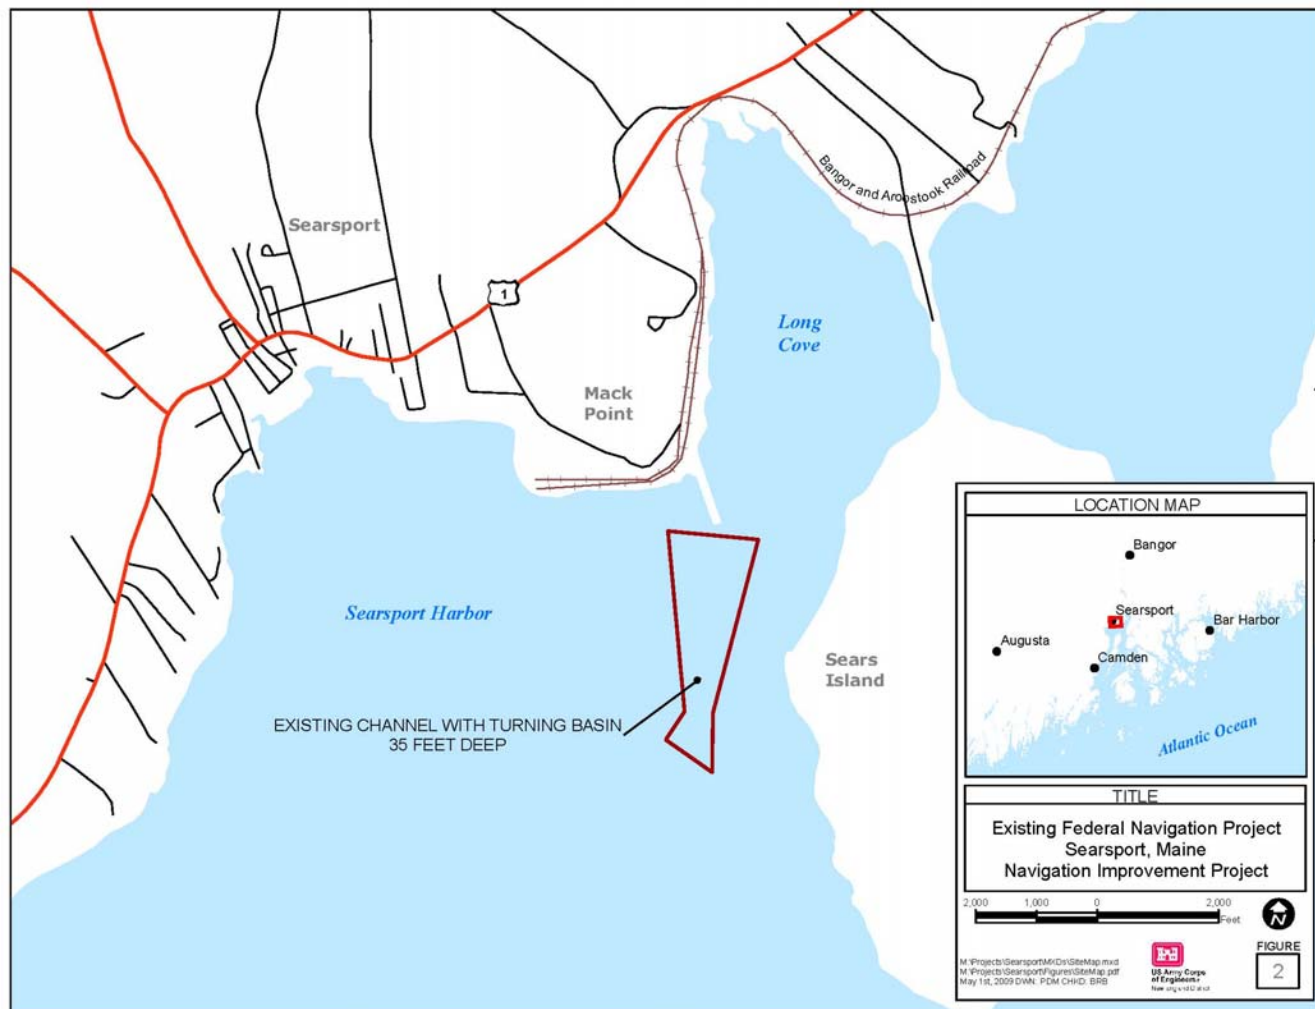 Bangor and Aroostook Railroad
Searsport
1
Long
Cove
Mack
Point
Searsport Harbor
Sears
Island
EXISTING CHANNEL WITH TURNING BASIN
35 FEET DEEP
LOCATION MAP
Bangor
Searsport
Bar Harbor
Augusta
Camden
Atlantic Ocean
TITLE
Existing Federal Navigation Project
Searsport, Maine
Navigation Improvement Project
2,000 1,000 0 2,000
Feet
N
M:\Projects\Searsport\MXDs\SiteMap.mxd
M:\Projects\Searsport\Figures\SiteMap.pdf
May 1st, 2009 DWN: PDM CHKD: BRB
US Army Corps
of Engineers
New England District
FIGURE
2